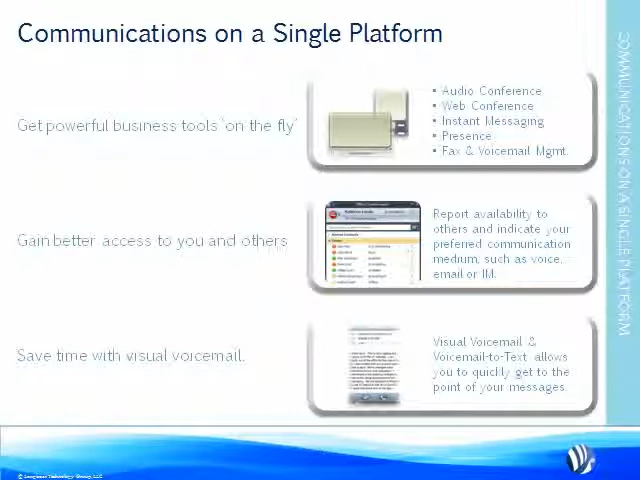 Communications on a Single Platform
Get powerful business tools 'on the fly'
• Audio Conference
• Web Conference
• Instant Messaging
• Presence
• Fax & Voicemail Mgmt.
Gain better access to you and others
Report availability to
others and indicate your
preferred communication
medium, such as voice,
email or IM.
Save time with visual voicemail.
Visual Voicemail &
Voicemail-to-Text allows
you to quickly get to the
point of your messages.
COMMUNICATIONS ON A SINGLE PLATFORM
Technology Group, LLC